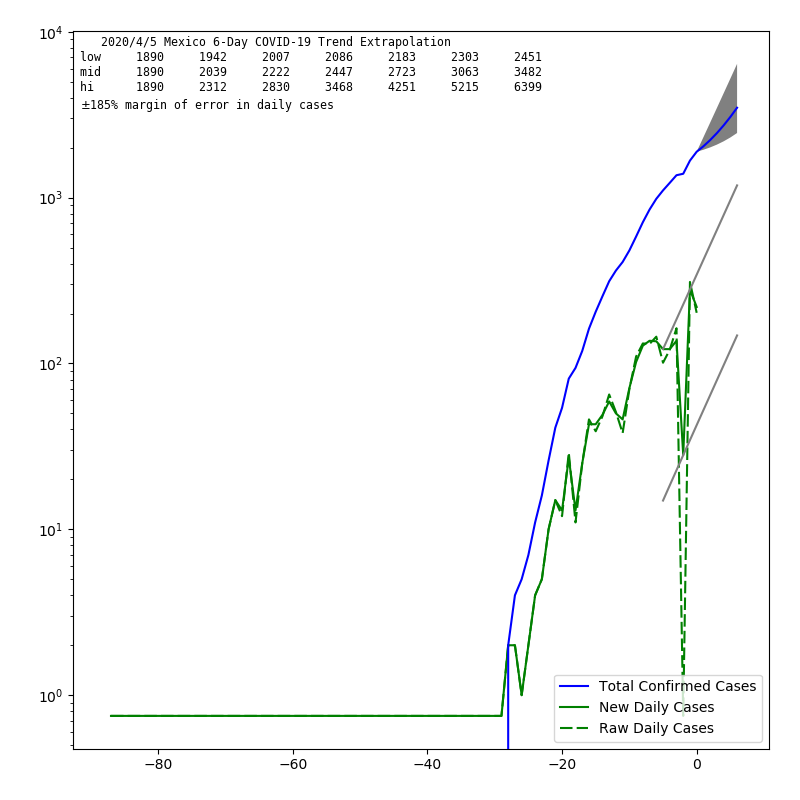 2020/4/5 Mexico 6-Day COVID-19 Trend Extrapolation
low 1890 1942 2007 2086 2183 2303 2451
mid 1890 2039 2222 2447 2723 3063 3482
hi 1890 2312 2830 3468 4251 5215 6399
±185% margin of error in daily cases
10⁴
10³
10²
10¹
10⁰
Total Confirmed Cases
New Daily Cases
Raw Daily Cases
−80 −60 −40 −20 0